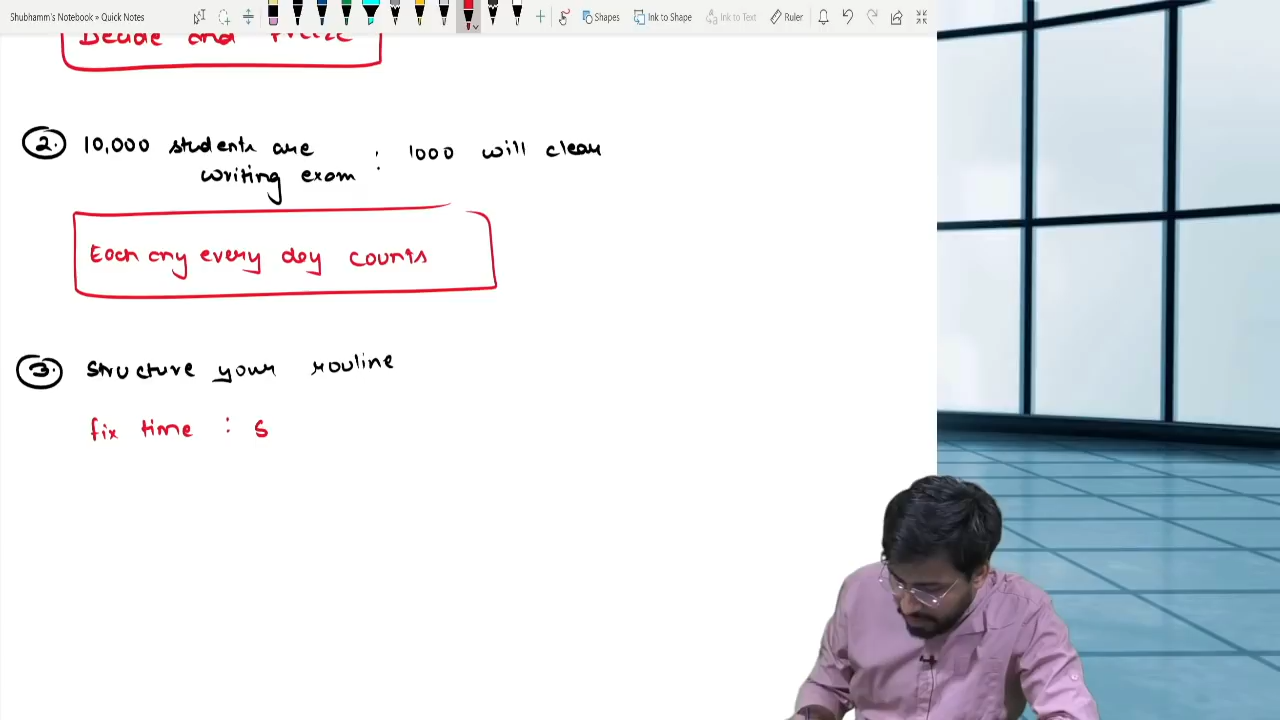 Shubhamm's Notebook » Quick Notes
Shapes
Ink to Shape
Ink to Text
Ruler
Decide and Freeze
2. 10,000 students are : 1000 will clear
writing exam
Each any every day counts
3. Structure your routine
fix time : S